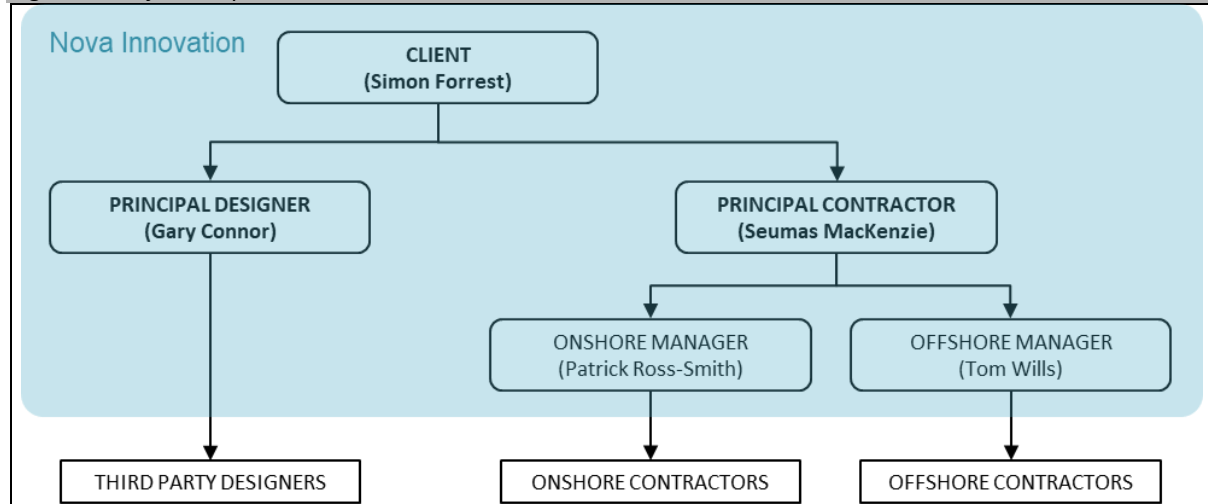 Nova Innovation
CLIENT
(Simon Forrest)
PRINCIPAL DESIGNER
(Gary Connor)
PRINCIPAL CONTRACTOR
(Seumas MacKenzie)
ONSHORE MANAGER
(Patrick Ross-Smith)
OFFSHORE MANAGER
(Tom Wills)
THIRD PARTY DESIGNERS
ONSHORE CONTRACTORS
OFFSHORE CONTRACTORS